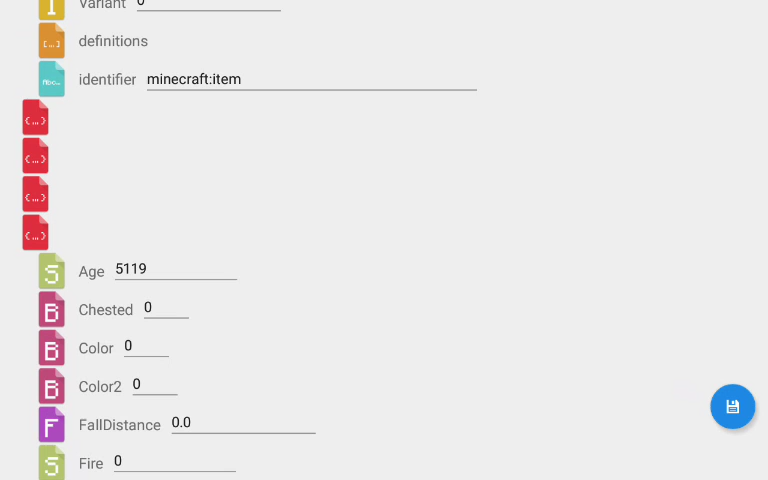 I Variant 0
[...] definitions
Abc... identifier minecraft:item
{...}
{...}
{...}
{...}
S Age 5119
B Chested 0
B Color 0
B Color2 0
F FallDistance 0.0
S Fire 0